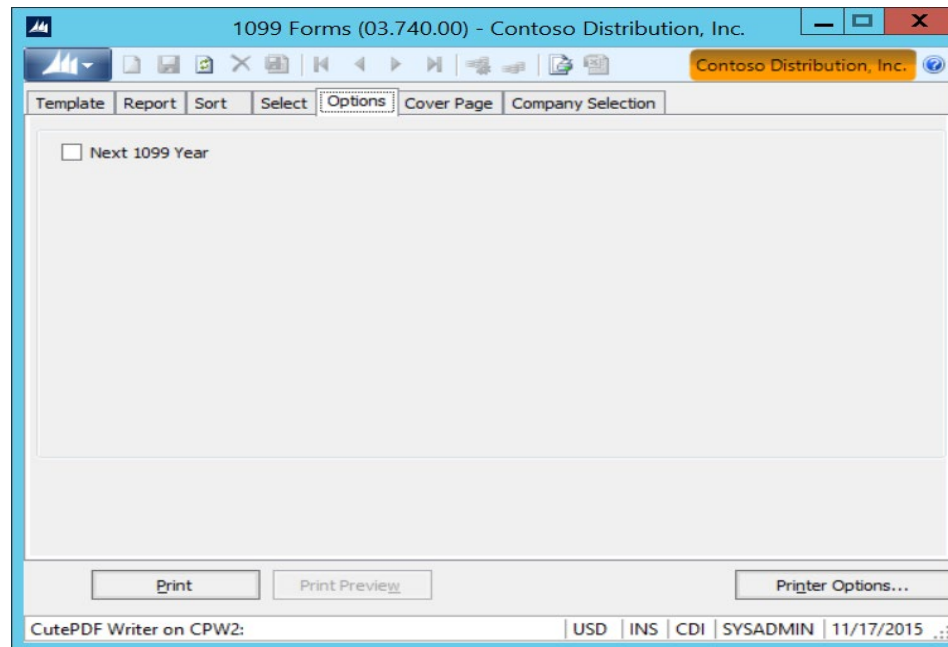 1099 Forms (03.740.00) - Contoso Distribution, Inc.
Contoso Distribution, Inc.
Template Report Sort Select Options Cover Page Company Selection
Next 1099 Year
Print Print Preview Printer Options...
CutePDF Writer on CPW2: USD INS CDI SYSADMIN 11/17/2015